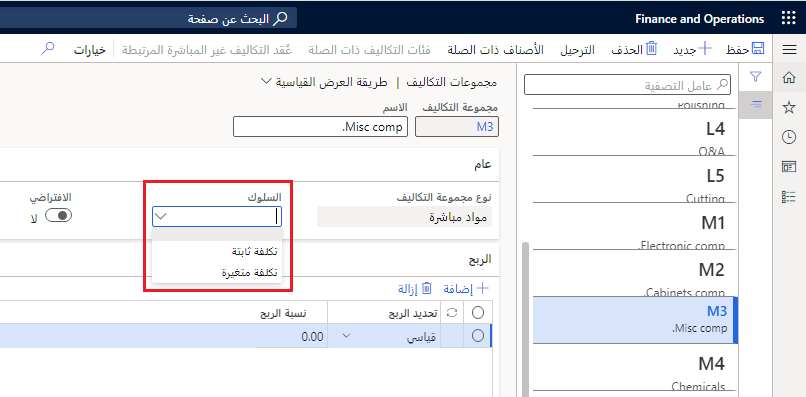 Finance and Operations
البحث عن صفحة
حفظ
جديد
الحذف
الترحيل
الأصناف ذات الصلة
فئات التكاليف ذات الصلة
عُقد التكاليف غير المباشرة المرتبطة
خيارات
عامل التصفية
Polishing
L4
Q&A
L5
Cutting
M1
Electronic comp.
M2
Cabinets comp.
M3
Misc comp.
M4
Chemicals
مجموعات التكاليف | طريقة العرض القياسية
مجموعة التكاليف
الاسم
M3
Misc comp.
عام
نوع مجموعة التكاليف
السلوك
الافتراضي
مواد مباشرة
لا
تكلفة ثابتة
تكلفة متغيرة
الربح
إضافة
إزالة
تحديد الربح
نسبة الربح
قياسي
0.00